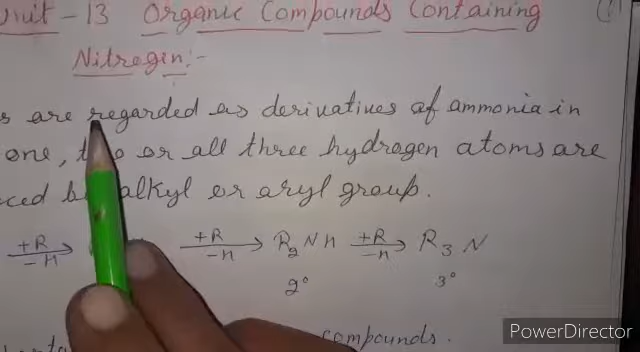 Unit - 13 Organic Compounds Containing
Nitrogen:-
are regarded as derivatives of ammonia in
one, or all three hydrogen atoms are
alkyl or aryl group.
+R -H → +R -H → R2NH +R -H → R3N
2° 3°
compounds.
PowerDirector